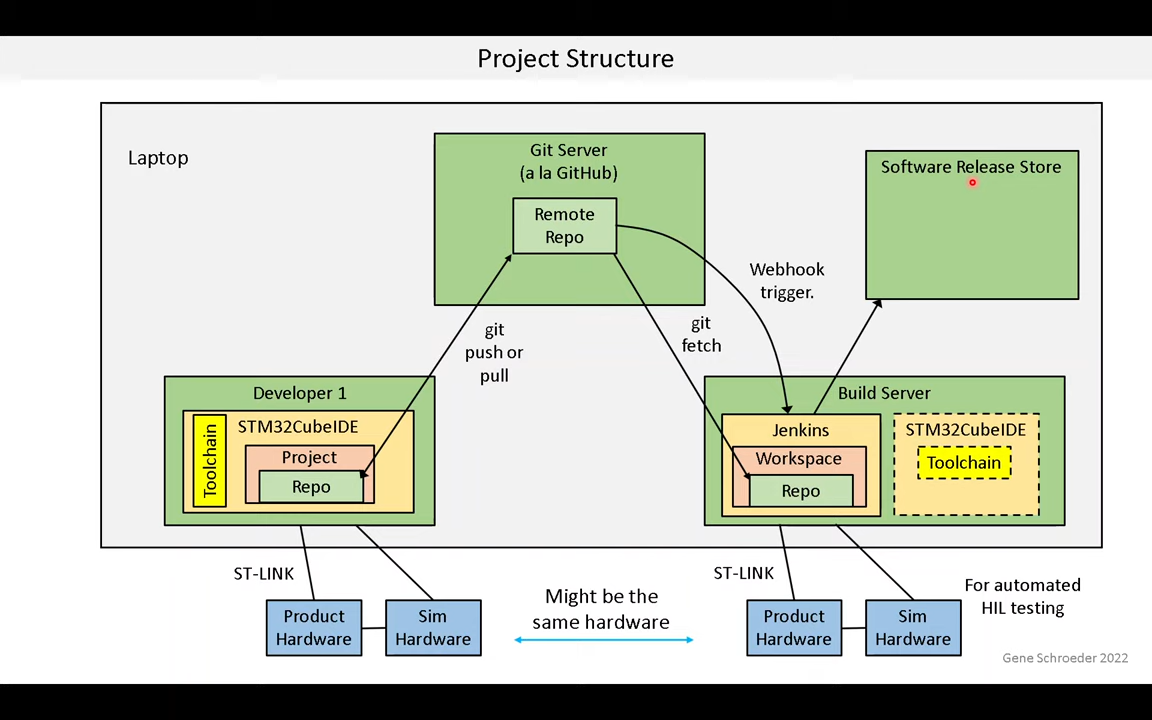 Project Structure
Laptop
Git Server
(a la GitHub)
Remote
Repo
Software Release Store
Webhook
trigger.
git
push or
pull
git
fetch
Developer 1
STM32CubeIDE
Toolchain
Project
Repo
Build Server
Jenkins
Workspace
Repo
STM32CubeIDE
Toolchain
ST-LINK
Product
Hardware
Sim
Hardware
Might be the
same hardware
ST-LINK
Product
Hardware
Sim
Hardware
For automated
HIL testing
Gene Schroeder 2022